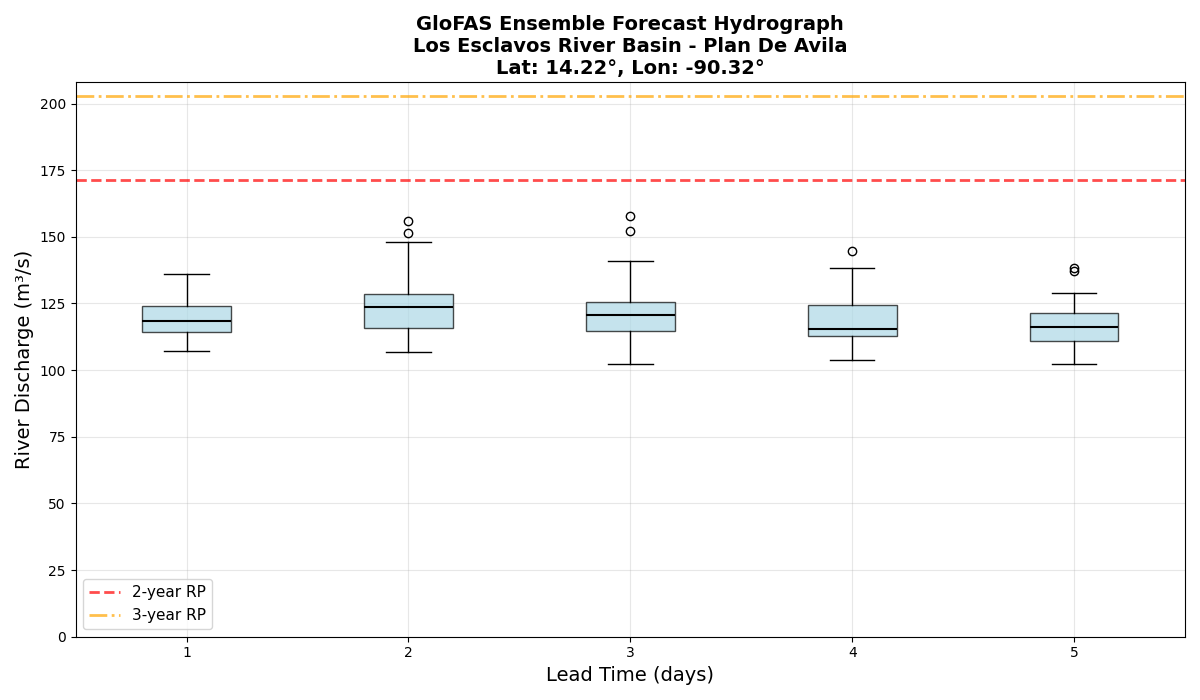 GloFAS Ensemble Forecast Hydrograph
Los Esclavos River Basin - Plan De Avila
Lat: 14.22°, Lon: -90.32°
River Discharge (m³/s)
200
175
150
125
100
75
50
25
0
2-year RP
3-year RP
1 2 3 4 5
Lead Time (days)